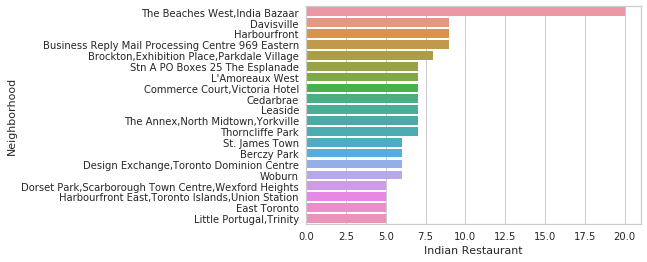 The Beaches West,India Bazaar
Davisville
Harbourfront
Business Reply Mail Processing Centre 969 Eastern
Brockton,Exhibition Place,Parkdale Village
Stn A PO Boxes 25 The Esplanade
L'Amoreaux West
Commerce Court,Victoria Hotel
Cedarbrae
Leaside
The Annex,North Midtown,Yorkville
Thorncliffe Park
St. James Town
Berczy Park
Design Exchange,Toronto Dominion Centre
Woburn
Dorset Park,Scarborough Town Centre,Wexford Heights
Harbourfront East,Toronto Islands,Union Station
East Toronto
Little Portugal,Trinity
Neighborhood
0.0 2.5 5.0 7.5 10.0 12.5 15.0 17.5 20.0
Indian Restaurant